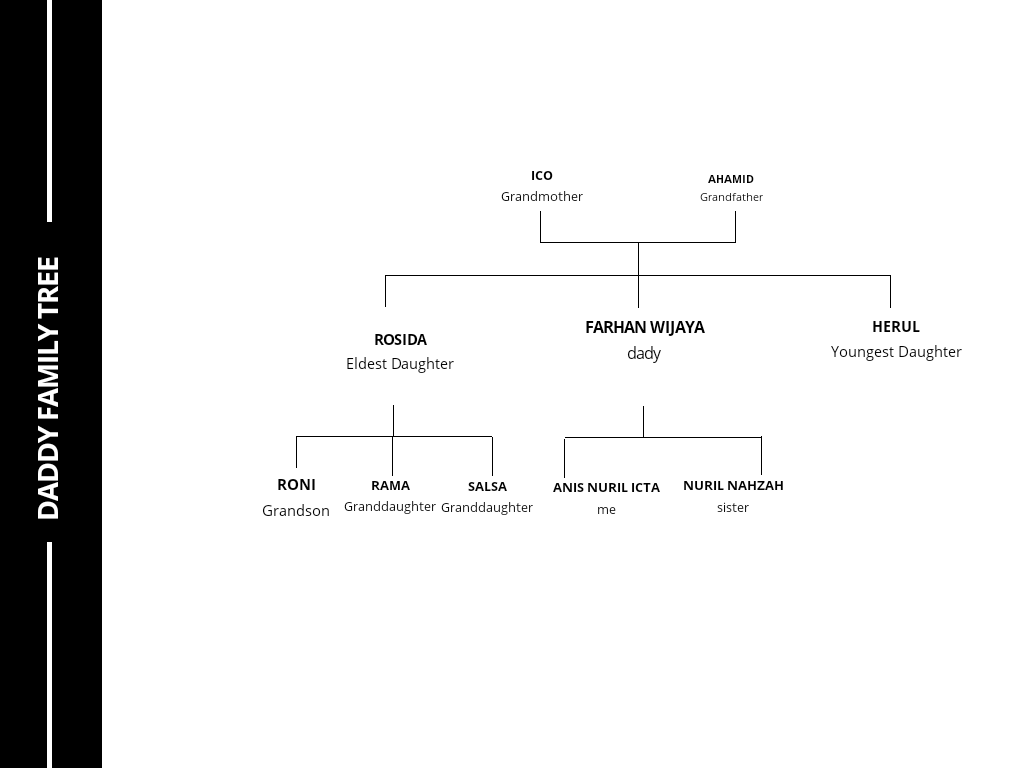 DADDY FAMILY TREE
ICO
Grandmother
AHAMID
Grandfather
ROSIDA
Eldest Daughter
FARHAN WIJAYA
dady
HERUL
Youngest Daughter
RONI
Grandson
RAMA
Granddaughter
SALSA
Granddaughter
ANIS NURIL ICTA
me
NURIL NAHZAH
sister